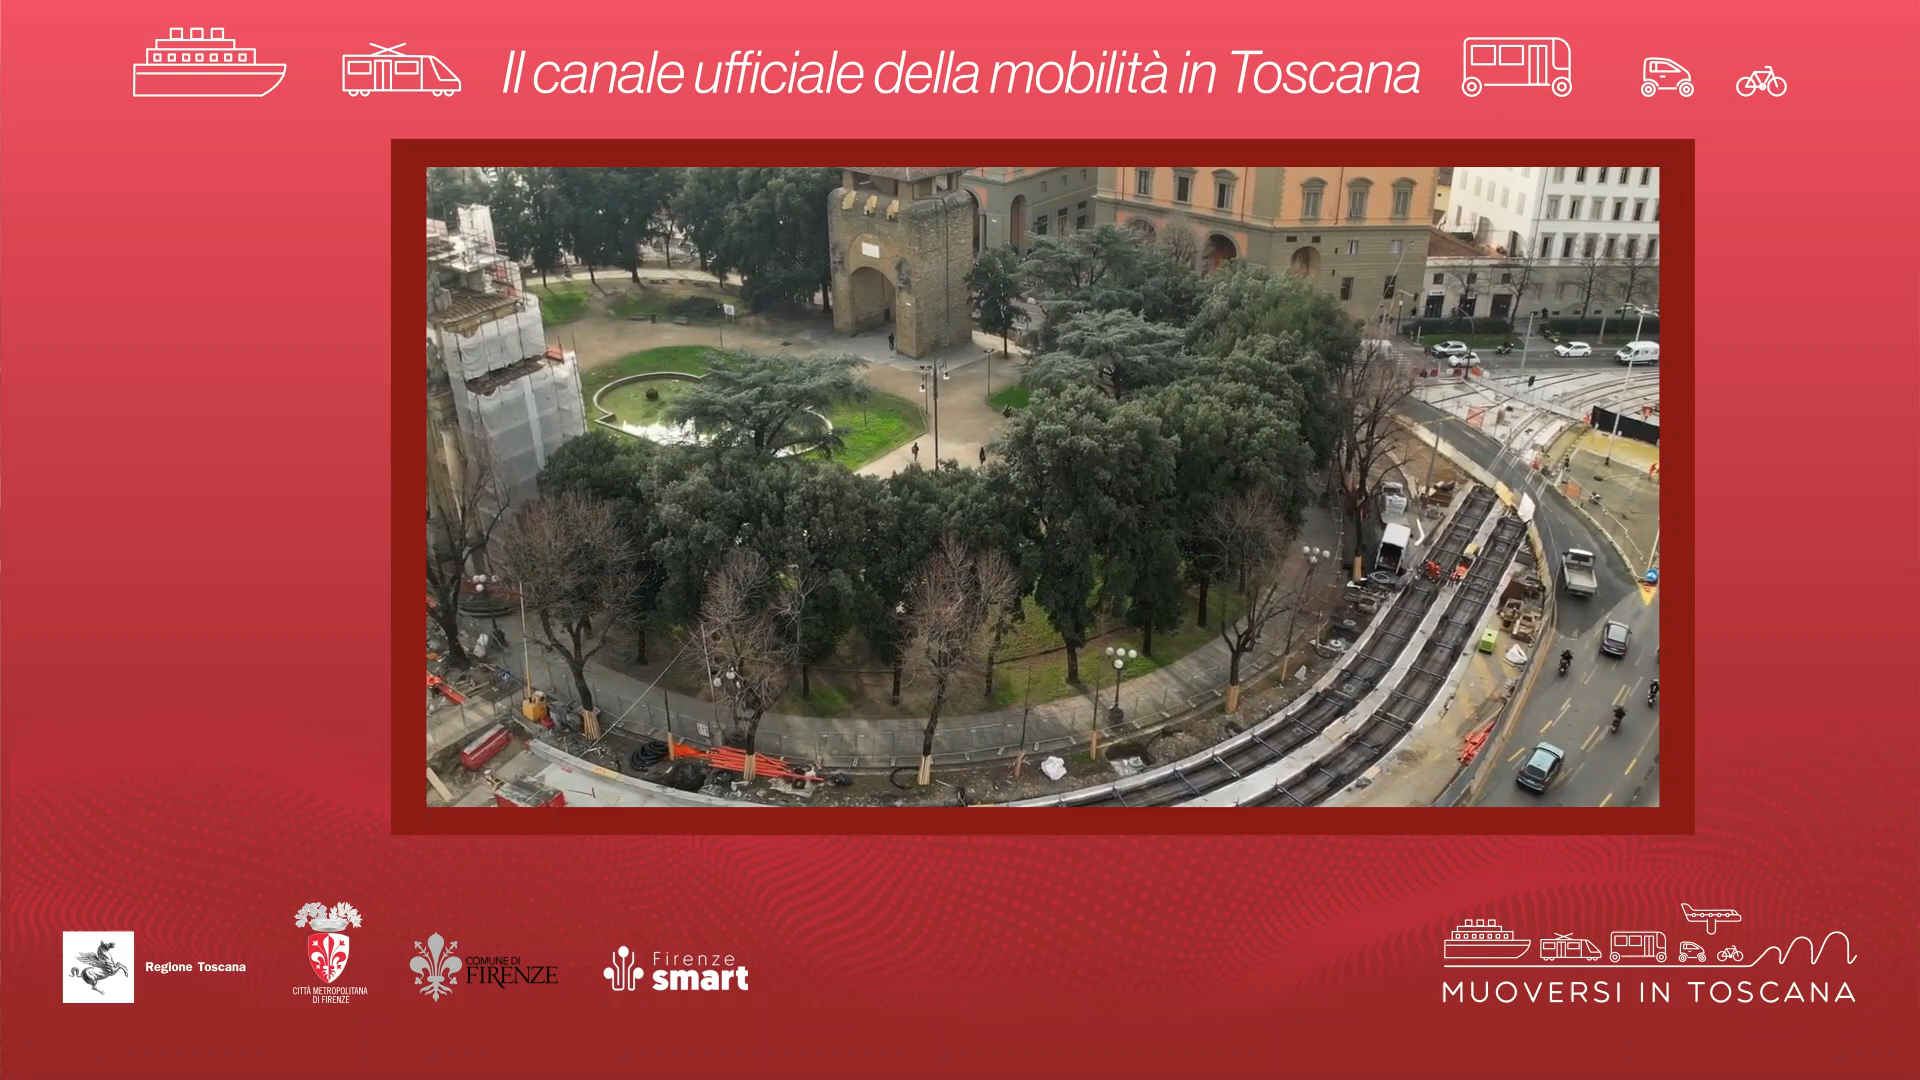 Il canale ufficiale della mobilità in Toscana
Regione Toscana
CITTÀ METROPOLITANA
DI FIRENZE
COMUNE DI
FIRENZE
Firenze
smart
MUOVERSI IN TOSCANA